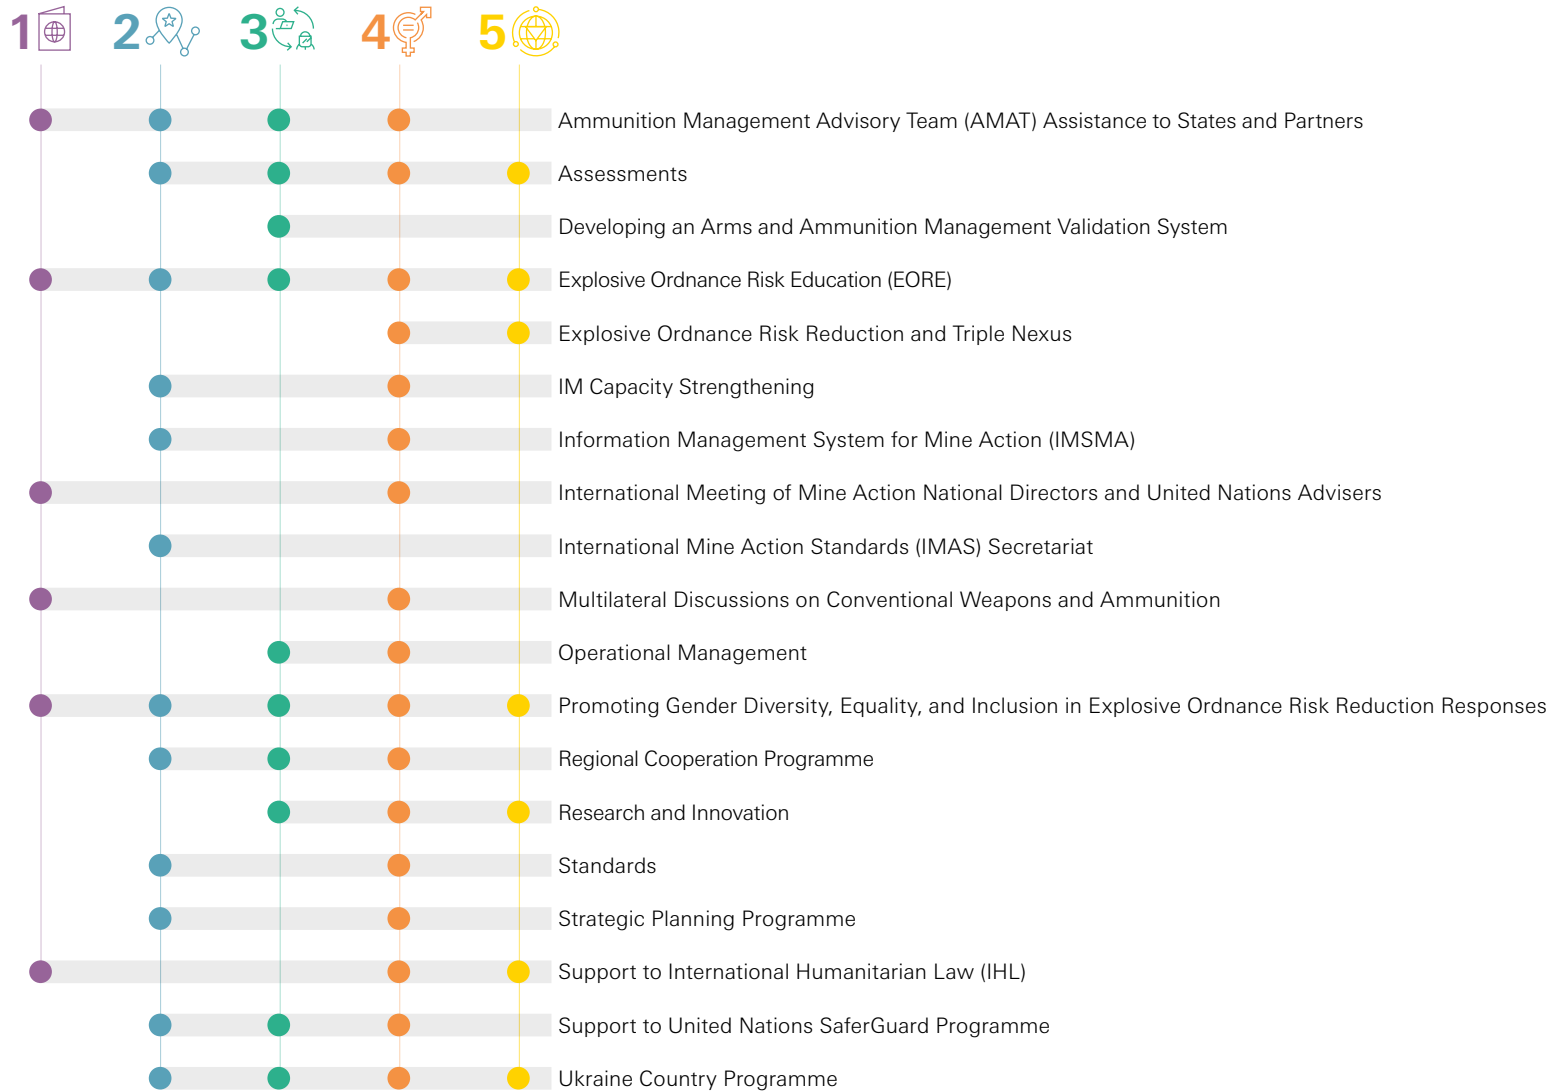 1 2 3 4 5
Ammunition Management Advisory Team (AMAT) Assistance to States and Partners
Assessments
Developing an Arms and Ammunition Management Validation System
Explosive Ordnance Risk Education (EORE)
Explosive Ordnance Risk Reduction and Triple Nexus
IM Capacity Strengthening
Information Management System for Mine Action (IMSMA)
International Meeting of Mine Action National Directors and United Nations Advisers
International Mine Action Standards (IMAS) Secretariat
Multilateral Discussions on Conventional Weapons and Ammunition
Operational Management
Promoting Gender Diversity, Equality, and Inclusion in Explosive Ordnance Risk Reduction Responses
Regional Cooperation Programme
Research and Innovation
Standards
Strategic Planning Programme
Support to International Humanitarian Law (IHL)
Support to United Nations SaferGuard Programme
Ukraine Country Programme